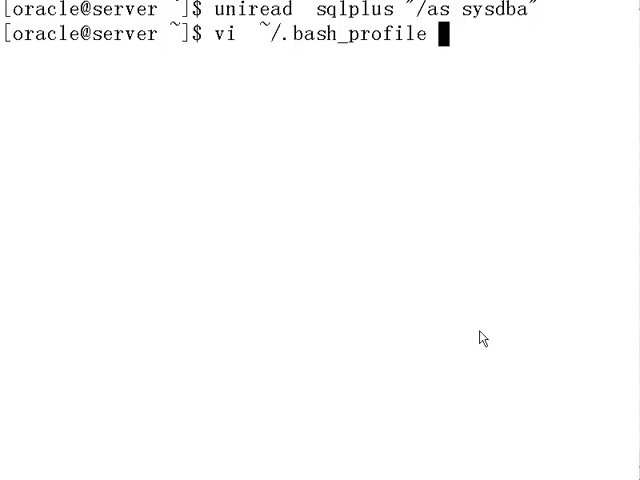 [oracle@server ~]$ uniread  sqlplus "/as sysdba"
[oracle@server ~]$ vi  ~/.bash_profile